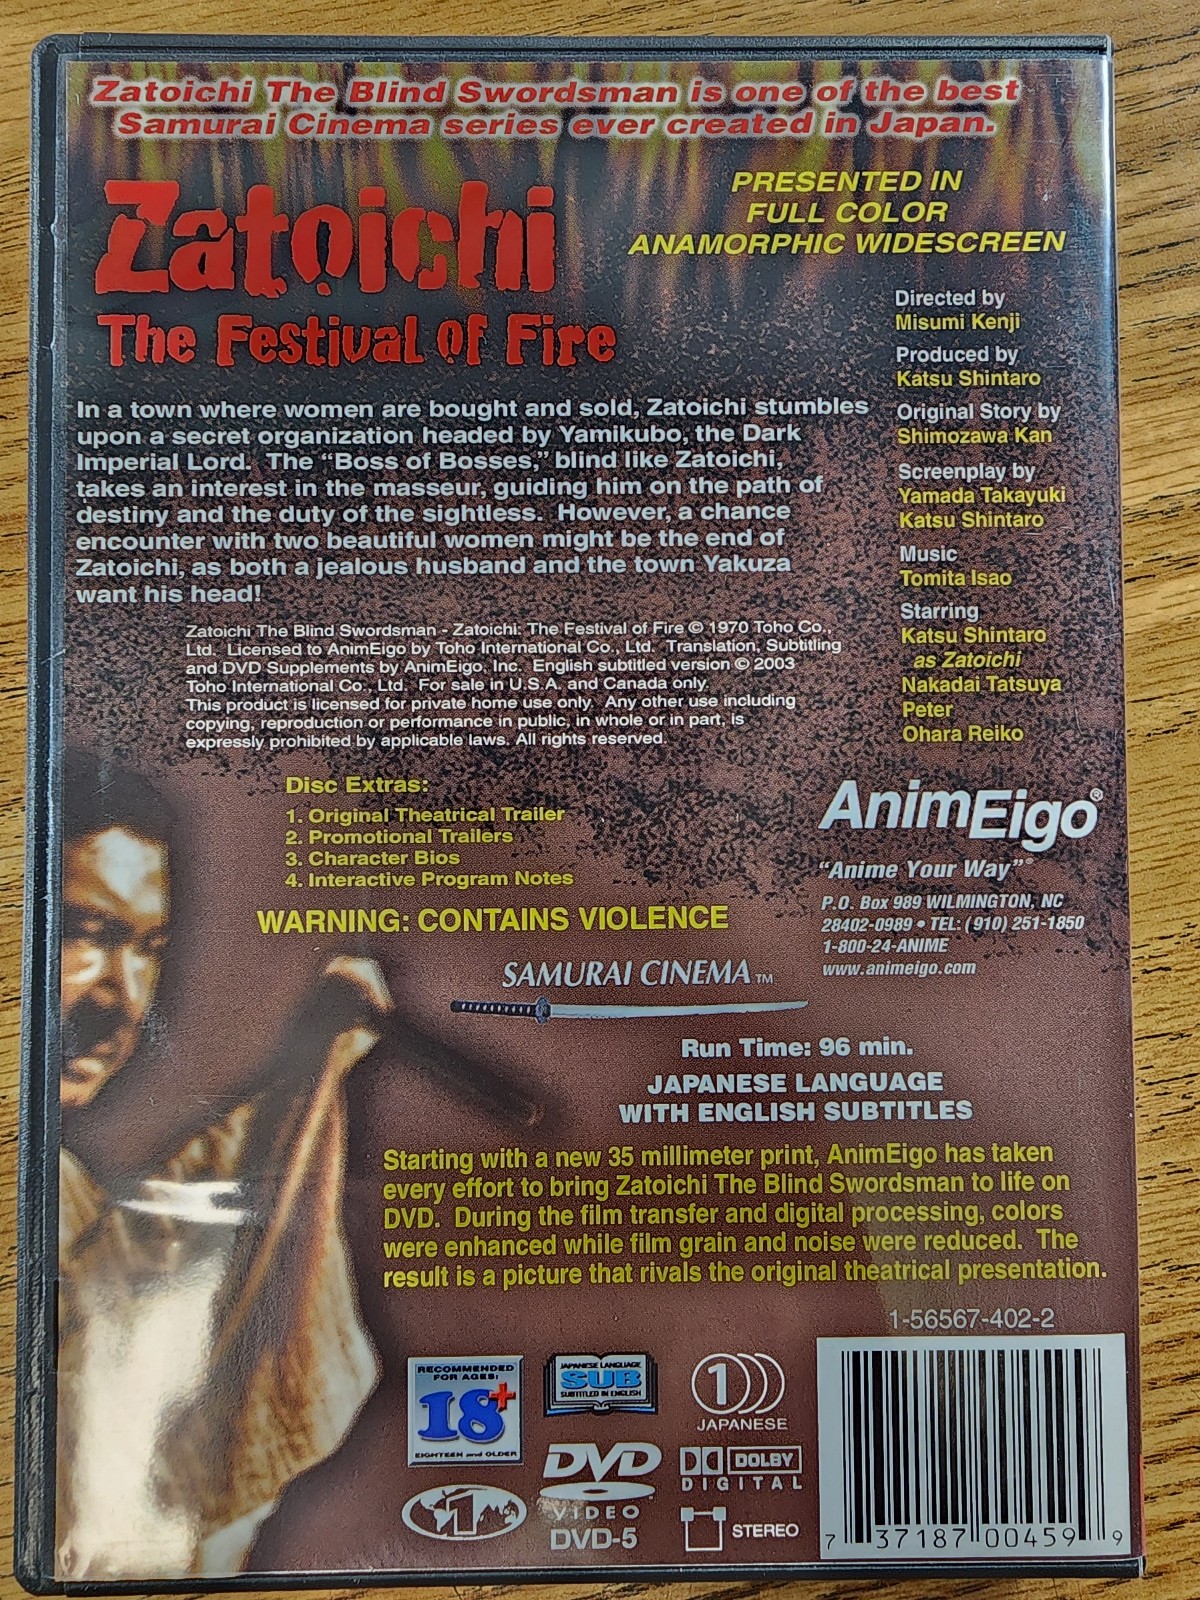 Zatoichi The Blind Swordsman is one of the best
Samurai Cinema series ever created in Japan.
Zatoichi
The Festival of Fire
PRESENTED IN
FULL COLOR
ANAMORPHIC WIDESCREEN
In a town where women are bought and sold, Zatoichi stumbles
upon a secret organization headed by Yamikubo, the Dark
Imperial Lord.  The “Boss of Bosses,” blind like Zatoichi,
takes an interest in the masseur, guiding him on the path of
destiny and the duty of the sightless.  However, a chance
encounter with two beautiful women might be the end of
Zatoichi, as both a jealous husband and the town Yakuza
want his head!
Directed by
Misumi Kenji
Produced by
Katsu Shintaro
Original Story by
Shimozawa Kan
Screenplay by
Yamada Takayuki
Katsu Shintaro
Music
Tomita Isao
Starring
Katsu Shintaro
as Zatoichi
Nakadai Tatsuya
Peter
Ohara Reiko
Zatoichi The Blind Swordsman - Zatoichi: The Festival of Fire © 1970 Toho Co.,
Ltd.  Licensed to AnimEigo by Toho International Co., Ltd.  Translation, Subtitling
and DVD Supplements by AnimEigo, Inc.  English subtitled version © 2003
Toho International Co., Ltd.  For sale in U.S.A. and Canada only.
This product is licensed for private home use only.  Any other use including
copying, reproduction or performance in public, in whole or in part, is
expressly prohibited by applicable laws. All rights reserved.
Disc Extras:
1. Original Theatrical Trailer
2. Promotional Trailers
3. Character Bios
4. Interactive Program Notes
WARNING: CONTAINS VIOLENCE
AnimEigo®
“Anime Your Way”®
P.O. Box 989 WILMINGTON, NC
28402-0989 • TEL: (910) 251-1850
1-800-24-ANIME
www.animeigo.com
SAMURAI CINEMA™
Run Time: 96 min.
JAPANESE LANGUAGE
WITH ENGLISH SUBTITLES
Starting with a new 35 millimeter print, AnimEigo has taken
every effort to bring Zatoichi The Blind Swordsman to life on
DVD.  During the film transfer and digital processing, colors
were enhanced while film grain and noise were reduced.  The
result is a picture that rivals the original theatrical presentation.
1-56567-402-2
RECOMMENDED
FOR AGES:
18+
EIGHTEEN and OLDER
JAPANESE LANGUAGE
SUB
SUBTITLED IN ENGLISH
1
JAPANESE
1
DVD
VIDEO
DVD-5
DOLBY
DIGITAL
STEREO
7 37187 00459 9